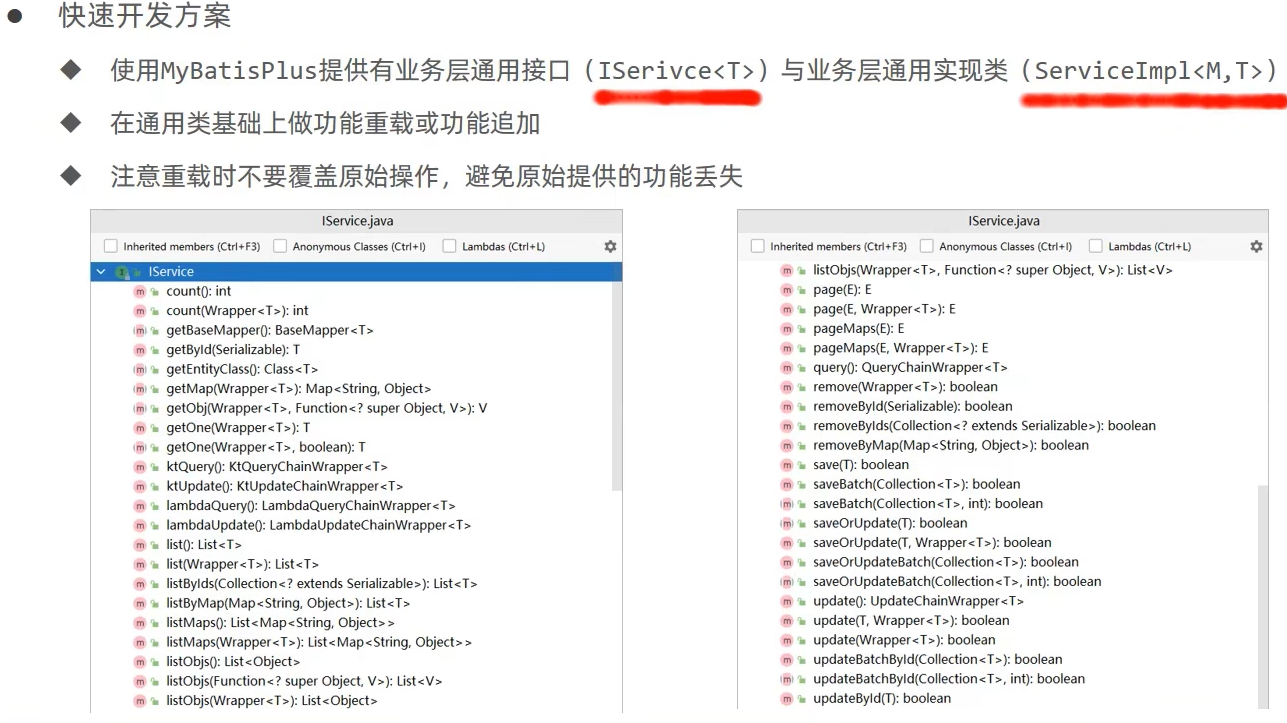 快速开发方案
使用MyBatisPlus提供有业务层通用接口（ISerivce<T>）与业务层通用实现类（ServiceImpl<M,T>）
在通用类基础上做功能重载或功能追加
注意重载时不要覆盖原始操作，避免原始提供的功能丢失
IService.java
Inherited members (Ctrl+F3) Anonymous Classes (Ctrl+I) Lambdas (Ctrl+L)
IService
count(): int
count(Wrapper<T>): int
getBaseMapper(): BaseMapper<T>
getById(Serializable): T
getEntityClass(): Class<T>
getMap(Wrapper<T>): Map<String, Object>
getObj(Wrapper<T>, Function<? super Object, V>): V
getOne(Wrapper<T>): T
getOne(Wrapper<T>, boolean): T
ktQuery(): KtQueryChainWrapper<T>
ktUpdate(): KtUpdateChainWrapper<T>
lambdaQuery(): LambdaQueryChainWrapper<T>
lambdaUpdate(): LambdaUpdateChainWrapper<T>
list(): List<T>
list(Wrapper<T>): List<T>
listByIds(Collection<? extends Serializable>): List<T>
listByMap(Map<String, Object>): List<T>
listMaps(): List<Map<String, Object>>
listMaps(Wrapper<T>): List<Map<String, Object>>
listObjs(): List<Object>
listObjs(Function<? super Object, V>): List<V>
listObjs(Wrapper<T>): List<Object>
IService.java
Inherited members (Ctrl+F3) Anonymous Classes (Ctrl+I) Lambdas (Ctrl+L)
listObjs(Wrapper<T>, Function<? super Object, V>): List<V>
page(E): E
page(E, Wrapper<T>): E
pageMaps(E): E
pageMaps(E, Wrapper<T>): E
query(): QueryChainWrapper<T>
remove(Wrapper<T>): boolean
removeById(Serializable): boolean
removeByIds(Collection<? extends Serializable>): boolean
removeByMap(Map<String, Object>): boolean
save(T): boolean
saveBatch(Collection<T>): boolean
saveBatch(Collection<T>, int): boolean
saveOrUpdate(T): boolean
saveOrUpdate(T, Wrapper<T>): boolean
saveOrUpdateBatch(Collection<T>): boolean
saveOrUpdateBatch(Collection<T>, int): boolean
update(): UpdateChainWrapper<T>
update(T, Wrapper<T>): boolean
update(Wrapper<T>): boolean
updateBatchById(Collection<T>): boolean
updateBatchById(Collection<T>, int): boolean
updateById(T): boolean